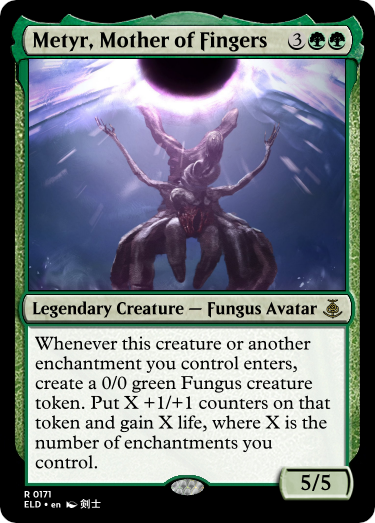 Metyr, Mother of Fingers 3
Legendary Creature — Fungus Avatar
Whenever this creature or another
enchantment you control enters,
create a 0/0 green Fungus creature
token. Put X +1/+1 counters on that
token and gain X life, where X is the
number of enchantments you
control.
5/5
R 0171
ELD • en 剣士